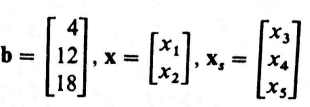 b = [4 12 18], x = [x₁ x₂], xₛ = [x₃ x₄ x₅]